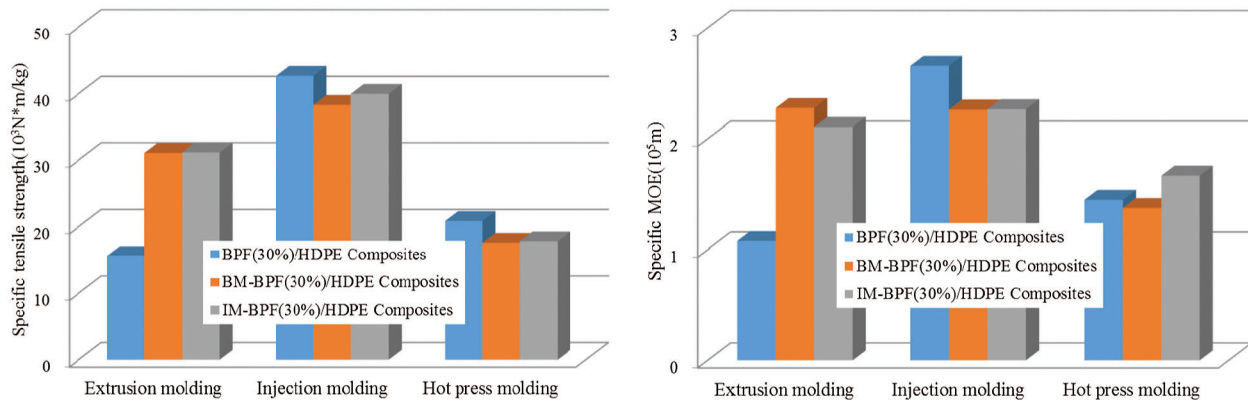 Specific tensile strength(10³N*m/kg)
50
40
30
20
10
0
BPF(30%)/HDPE Composites
BM-BPF(30%)/HDPE Composites
IM-BPF(30%)/HDPE Composites
Extrusion molding
Injection molding
Hot press molding
Specific MOE(10⁵m)
3
2
1
0
BPF(30%)/HDPE Composites
BM-BPF(30%)/HDPE Composites
IM-BPF(30%)/HDPE Composites
Extrusion molding
Injection molding
Hot press molding